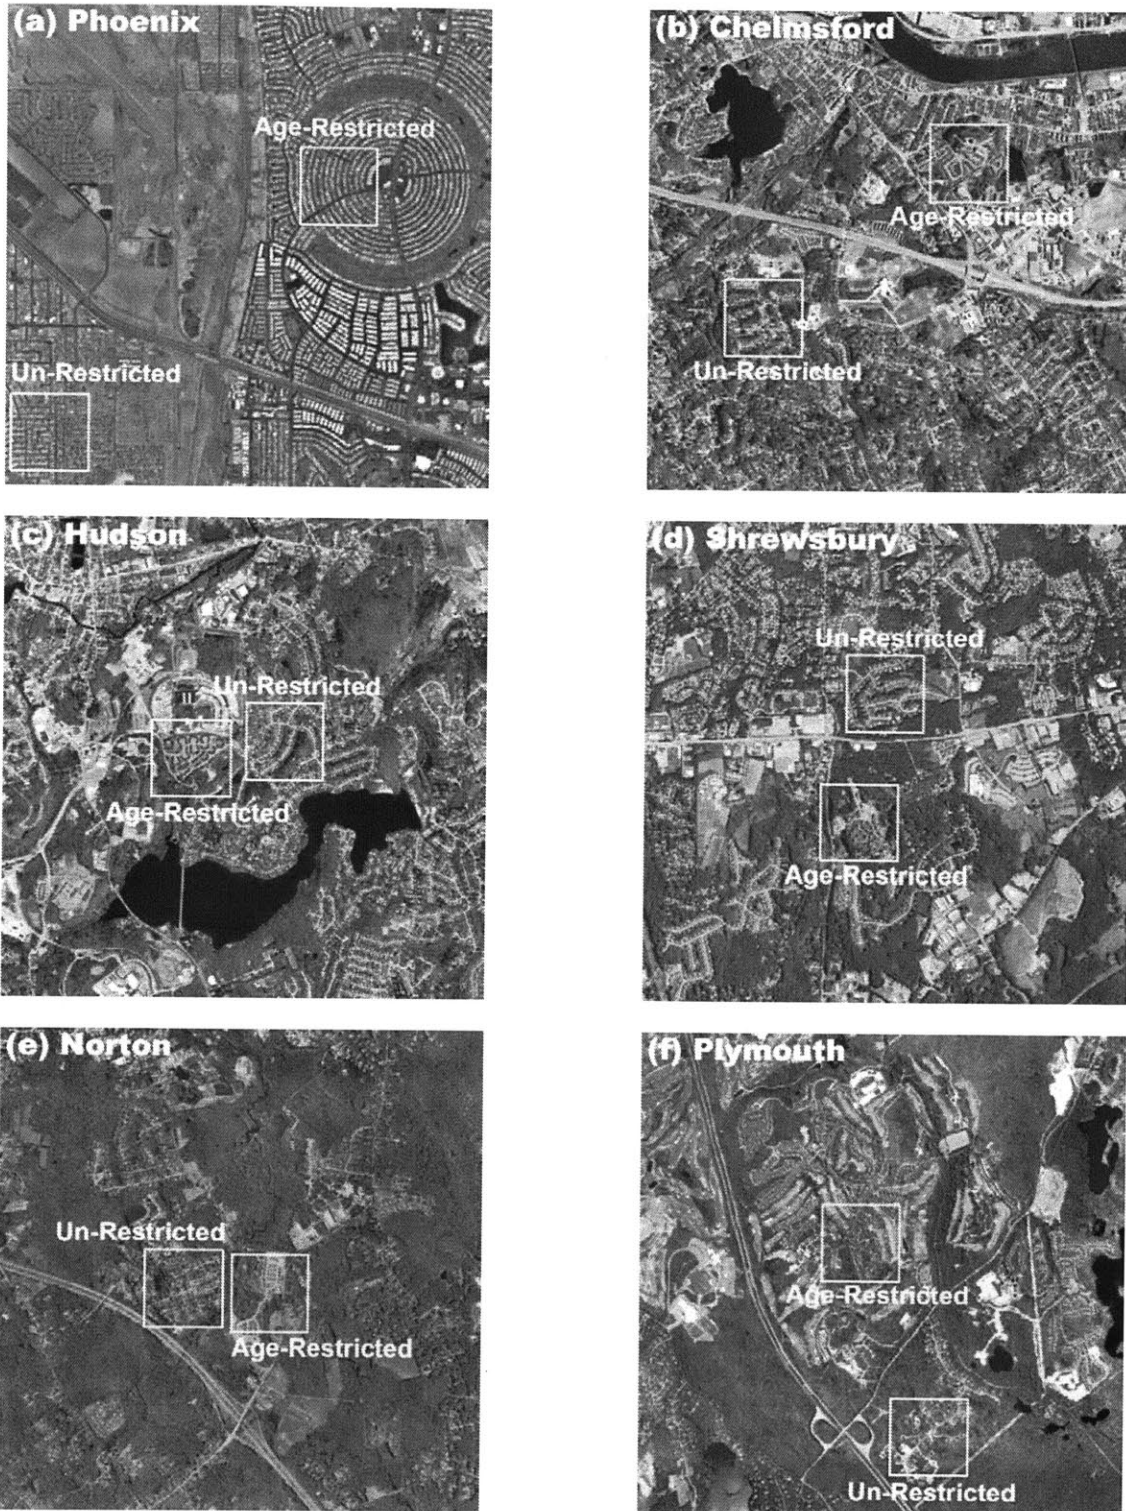 (a) Phoenix
Age-Restricted
Un-Restricted
(b) Chelmsford
Age-Restricted
Un-Restricted
(c) Hudson
Un-Restricted
Age-Restricted
(d) Shrewsbury
Un-Restricted
Age-Restricted
(e) Norton
Un-Restricted
Age-Restricted
(f) Plymouth
Age-Restricted
Un-Restricted